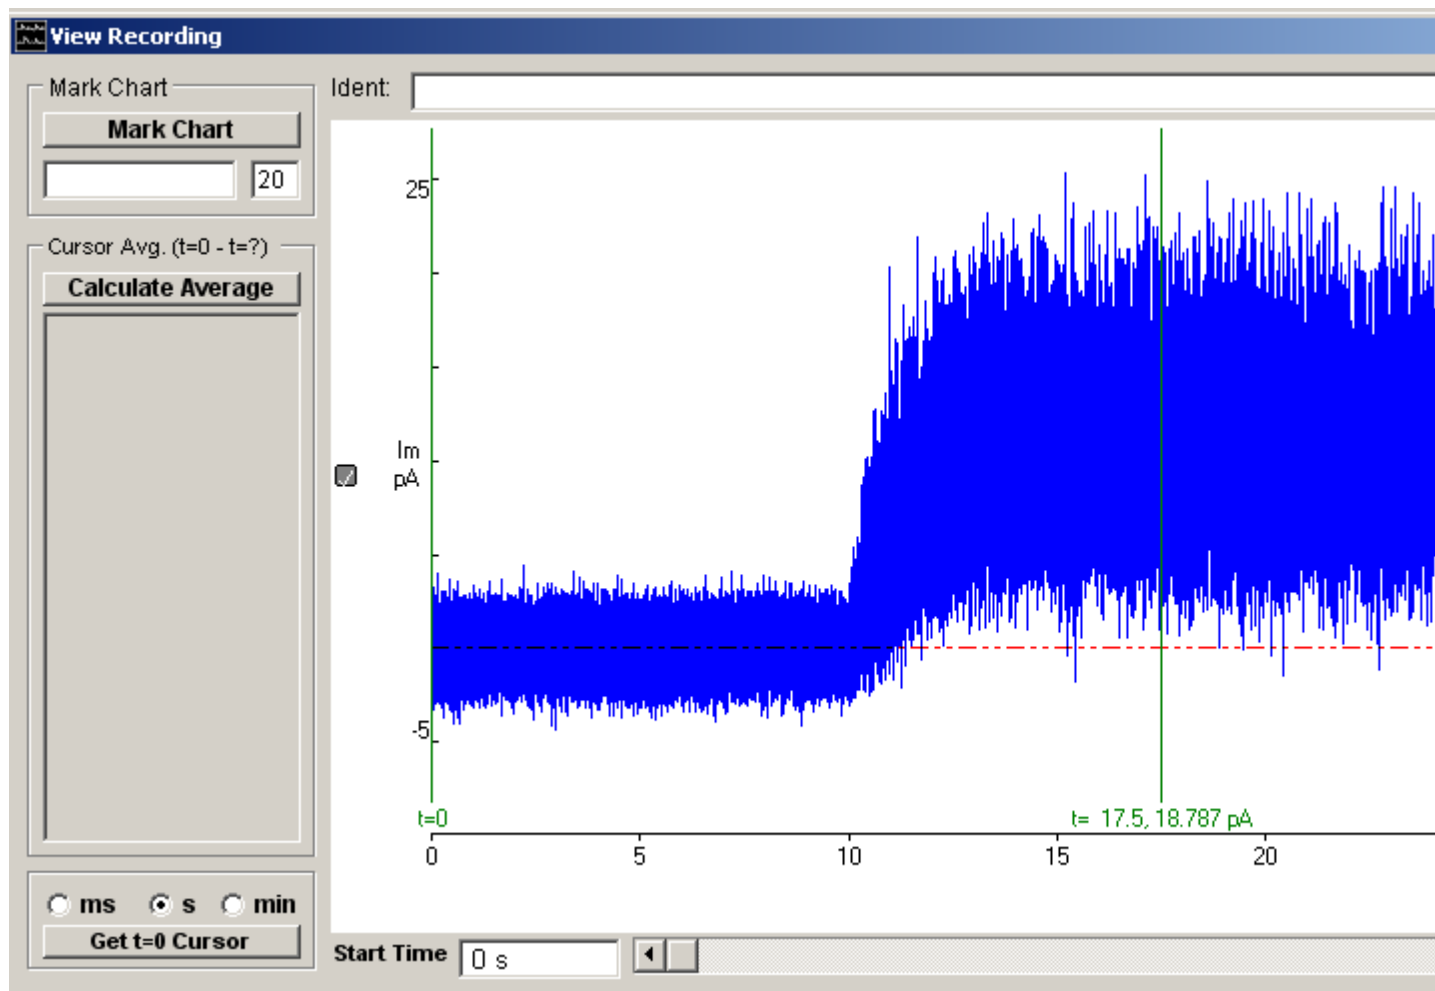 View Recording
Mark Chart
Mark Chart
20
Cursor Avg. (t=0 - t=?)
Calculate Average
ms s min
Get t=0 Cursor
Ident:
25
Im
pA
-5
t=0 t= 17.5, 18.787 pA
0 5 10 15 20
Start Time 0 s